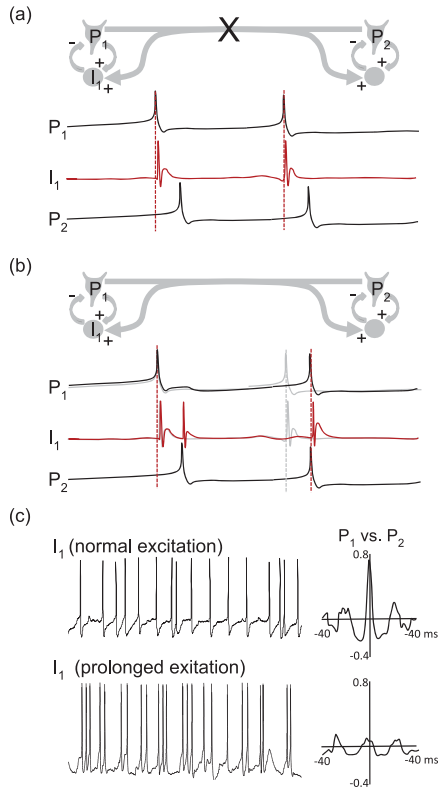 (a)
X
- P1 P2 -
+ +
I1 + +
P1
I1
P2
(b)
- P1 P2 -
+ +
I1 + +
P1
I1
P2
(c)
I1 (normal excitation) P1 vs. P2
0.8
-40 -40 ms
-0.4
I1 (prolonged exitation)
0.8
-40 -40 ms
-0.4